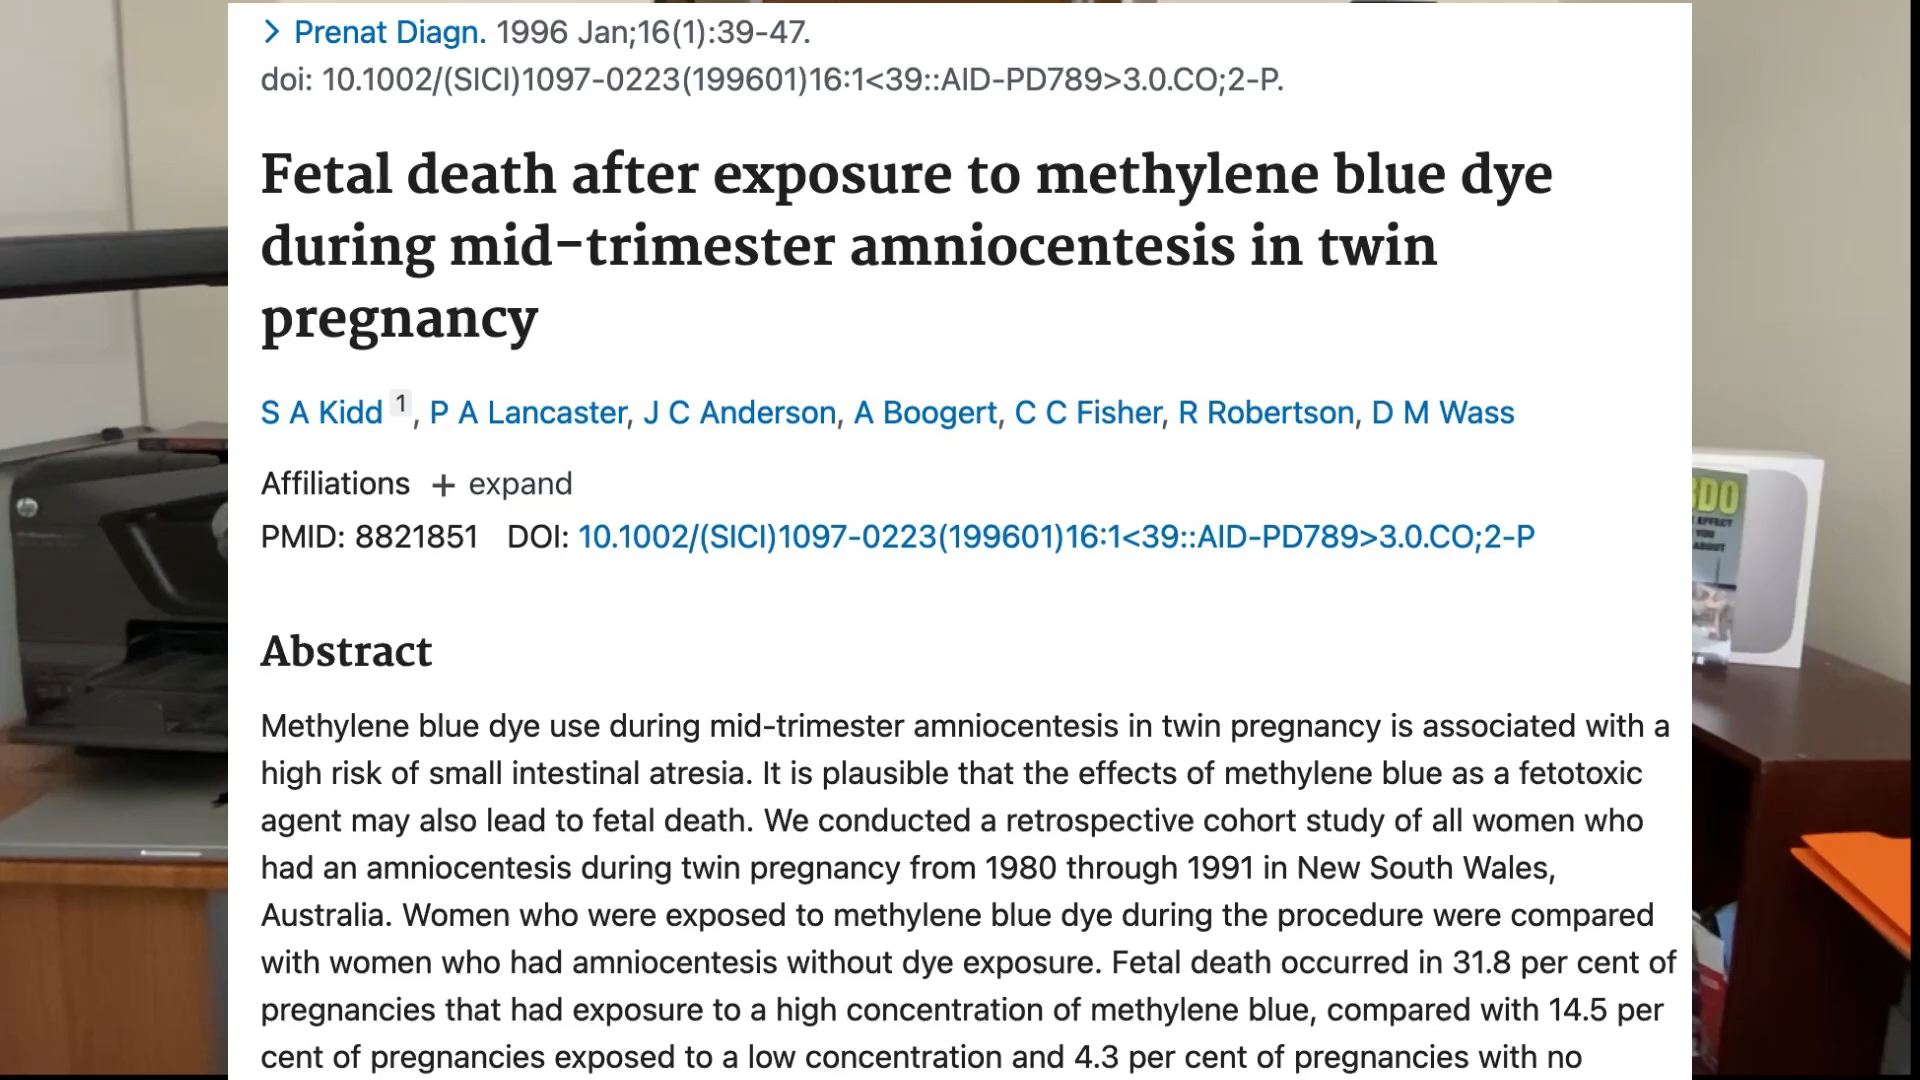 > Prenat Diagn. 1996 Jan;16(1):39-47.
doi: 10.1002/(SICI)1097-0223(199601)16:1<39::AID-PD789>3.0.CO;2-P.
Fetal death after exposure to methylene blue dye
during mid-trimester amniocentesis in twin
pregnancy
S A Kidd 1, P A Lancaster, J C Anderson, A Boogert, C C Fisher, R Robertson, D M Wass
Affiliations + expand
PMID: 8821851 DOI: 10.1002/(SICI)1097-0223(199601)16:1<39::AID-PD789>3.0.CO;2-P
Abstract
Methylene blue dye use during mid-trimester amniocentesis in twin pregnancy is associated with a
high risk of small intestinal atresia. It is plausible that the effects of methylene blue as a fetotoxic
agent may also lead to fetal death. We conducted a retrospective cohort study of all women who
had an amniocentesis during twin pregnancy from 1980 through 1991 in New South Wales,
Australia. Women who were exposed to methylene blue dye during the procedure were compared
with women who had amniocentesis without dye exposure. Fetal death occurred in 31.8 per cent of
pregnancies that had exposure to a high concentration of methylene blue, compared with 14.5 per
cent of pregnancies exposed to a low concentration and 4.3 per cent of pregnancies with no
hp
EFFECT
YOU
ABOUT